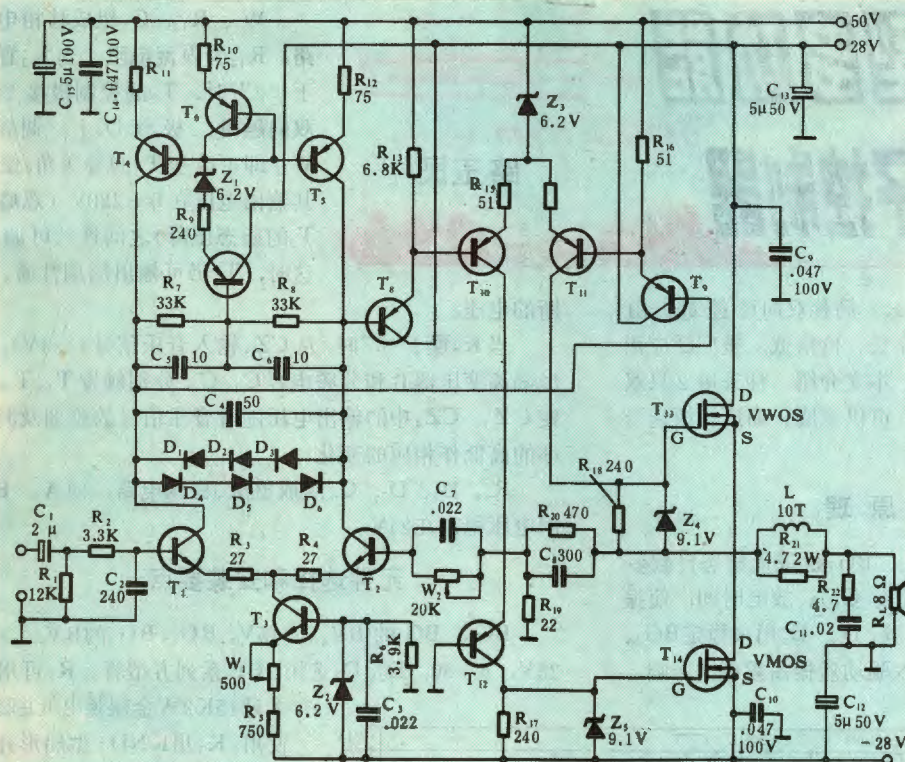 50V
28V
C₁₅ 5μ100V
C₁₄ .047 100V
R₁₁
R₁₀
75
R₁₂
75
T₆
T₄
T₅
Z₁
6.2V
R₉
240
R₇
33K
R₈
33K
C₅ 10
C₆ 10
C₄ 50
D₁ D₂ D₃
D₄ D₅ D₆
R₁₃
6.8K
Z₃
6.2V
R₁₅
51
R₁₆
51
T₈
T₁₀
T₁₁
T₉
C₁₃
5μ50V
C₉
.047
100V
T₃₃
VWOS
D
G
S
R₁₈ 240
Z₄
9.1V
C₁
2μ
R₂
3.3K
R₁
12K
C₂
240
T₁
R₃
27
R₄
27
T₂
T₃
W₁
500
R₅
750
Z₂
6.2V
C₃
.022
R₆
3.9K
C₇
.022
W₂
20K
R₂₀ 470
C₈ 300
R₁₉
22
T₁₂
R₁₇
240
Z₅
9.1V
T₁₄
VMOS
D
G
S
C₁₀
.047
100V
L
10T
R₂₁
4.7 2W
R₂₂
4.7
C₁₁ .02
R_L 8Ω
C₁₂
5μ50V
-28V
原理